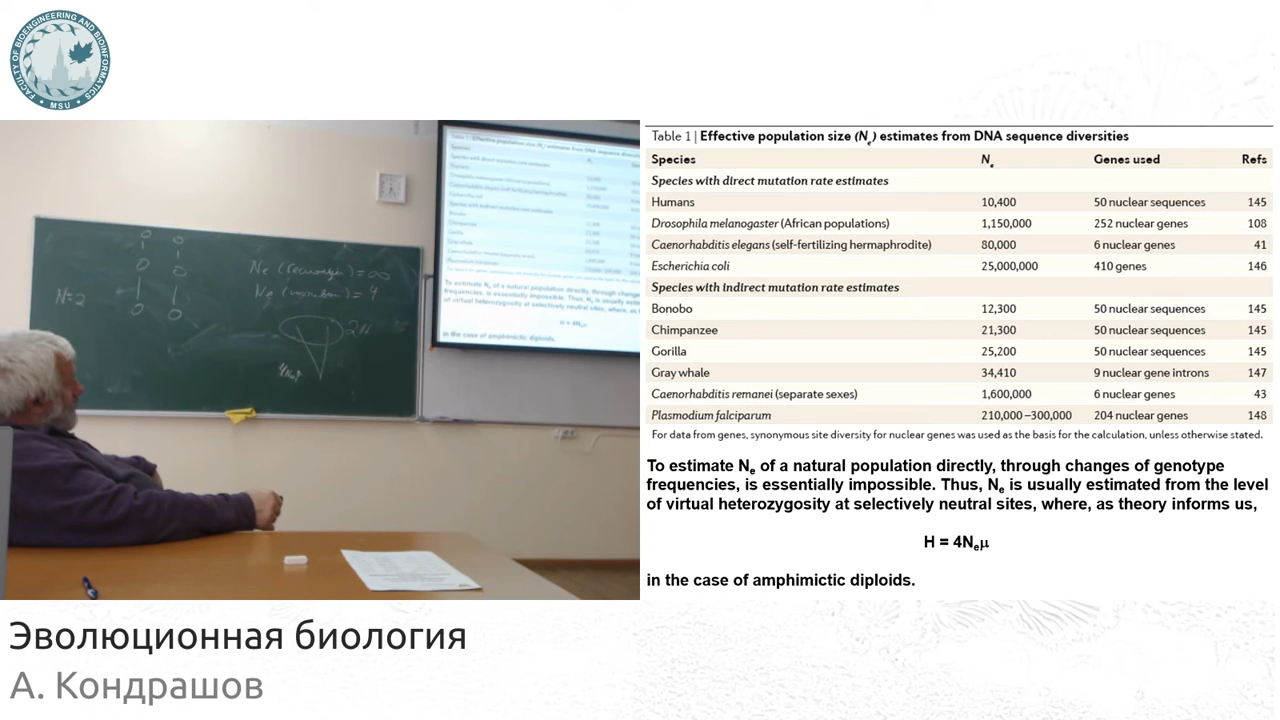 FACULTY OF BIOENGINEERING AND BIOINFORMATICS
• MSU •
N=2
2N
Table 1 | Effective population size (Ne) estimates from DNA sequence diversities
Species Ne Genes used Refs
Species with direct mutation rate estimates
Humans 10,400 50 nuclear sequences 145
Drosophila melanogaster (African populations) 1,150,000 252 nuclear genes 108
Caenorhabditis elegans (self-fertilizing hermaphrodite) 80,000 6 nuclear genes 41
Escherichia coli 25,000,000 410 genes 146
Species with indirect mutation rate estimates
Bonobo 12,300 50 nuclear sequences 145
Chimpanzee 21,300 50 nuclear sequences 145
Gorilla 25,200 50 nuclear sequences 145
Gray whale 34,410 9 nuclear gene introns 147
Caenorhabditis remanei (separate sexes) 1,600,000 6 nuclear genes 43
Plasmodium falciparum 210,000–300,000 204 nuclear genes 148
For data from genes, synonymous site diversity for nuclear genes was used as the basis for the calculation, unless otherwise stated.
To estimate Ne of a natural population directly, through changes of genotype
frequencies, is essentially impossible. Thus, Ne is usually estimated from the level
of virtual heterozygosity at selectively neutral sites, where, as theory informs us,
H = 4Neμ
in the case of amphimictic diploids.
Эволюционная биология
А. Кондрашов